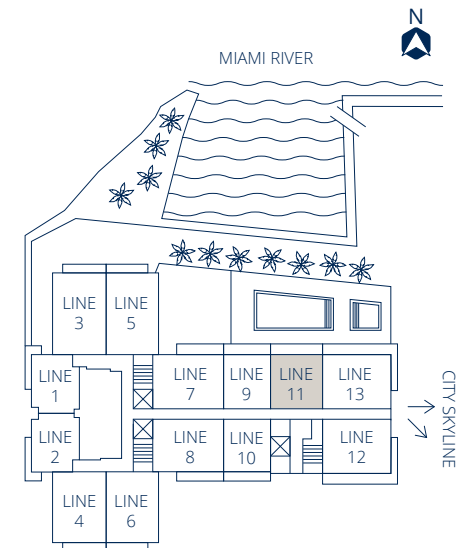 N
MIAMI RIVER
LINE
3
LINE
5
LINE
1
LINE
7
LINE
9
LINE
11
LINE
13
CITY SKYLINE
LINE
2
LINE
8
LINE
10
LINE
12
LINE
4
LINE
6